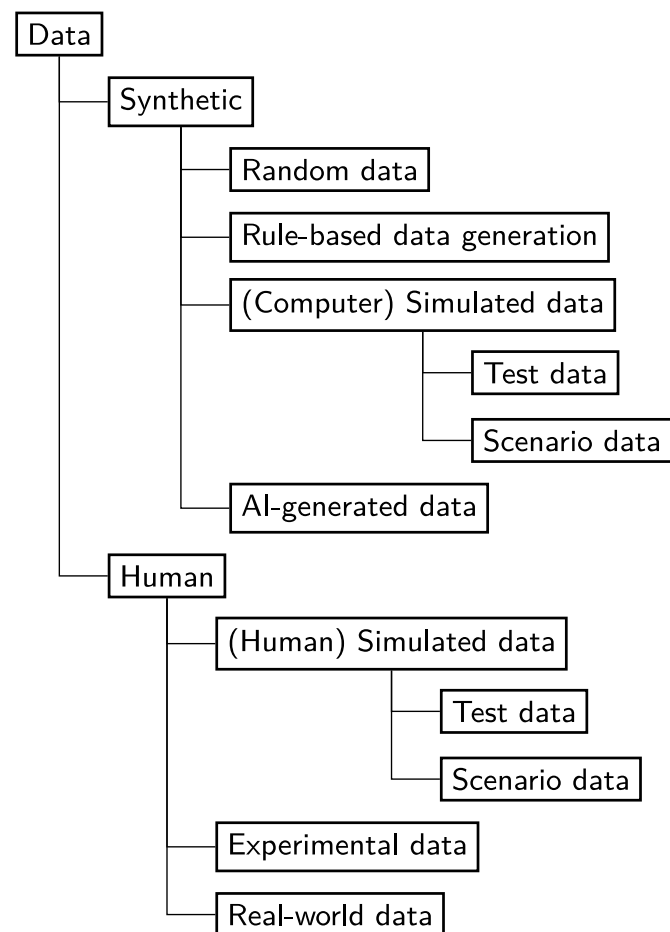 Data
Synthetic
Random data
Rule-based data generation
(Computer) Simulated data
Test data
Scenario data
AI-generated data
Human
(Human) Simulated data
Test data
Scenario data
Experimental data
Real-world data